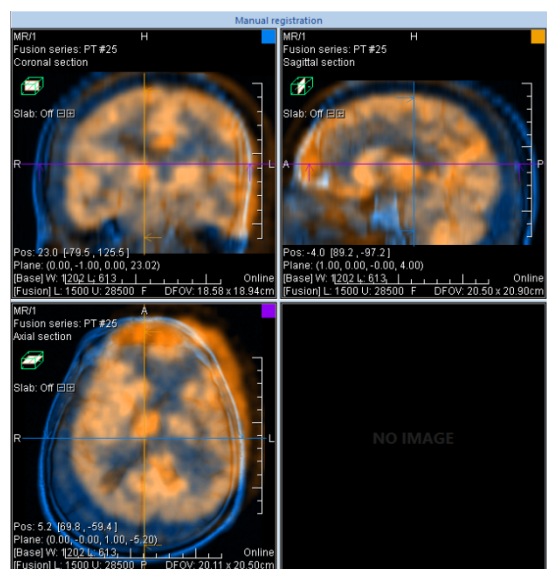 Manual registration
MR/1
H
Fusion series: PT #25
Coronal section
Slab: Off
R
L
Pos: 23.0 [-79.5, 125.5]
Plane: (0.00, -1.00, 0.00, 23.02)
[Base] W: 1202 L: 613
Online
[Fusion] L: 1500 U: 28500 F
DFOV: 18.58 x 18.94cm
MR/1
H
Fusion series: PT #25
Sagittal section
Slab: Off
A
P
Pos: -4.0 [89.2, -97.2]
Plane: (1.00, 0.00, -0.00, 4.00)
[Base] W: 1202 L: 613
Online
[Fusion] L: 1500 U: 28500 F
DFOV: 20.50 x 20.90cm
MR/1
A
Fusion series: PT #25
Axial section
Slab: Off
R
L
Pos: 5.2 [69.8, -59.4]
Plane: (0.00, -0.00, 1.00, -5.20)
[Base] W: 1202 L: 613
Online
[Fusion] L: 1500 U: 28500 F
DFOV: 20.11 x 20.50cm
NO IMAGE